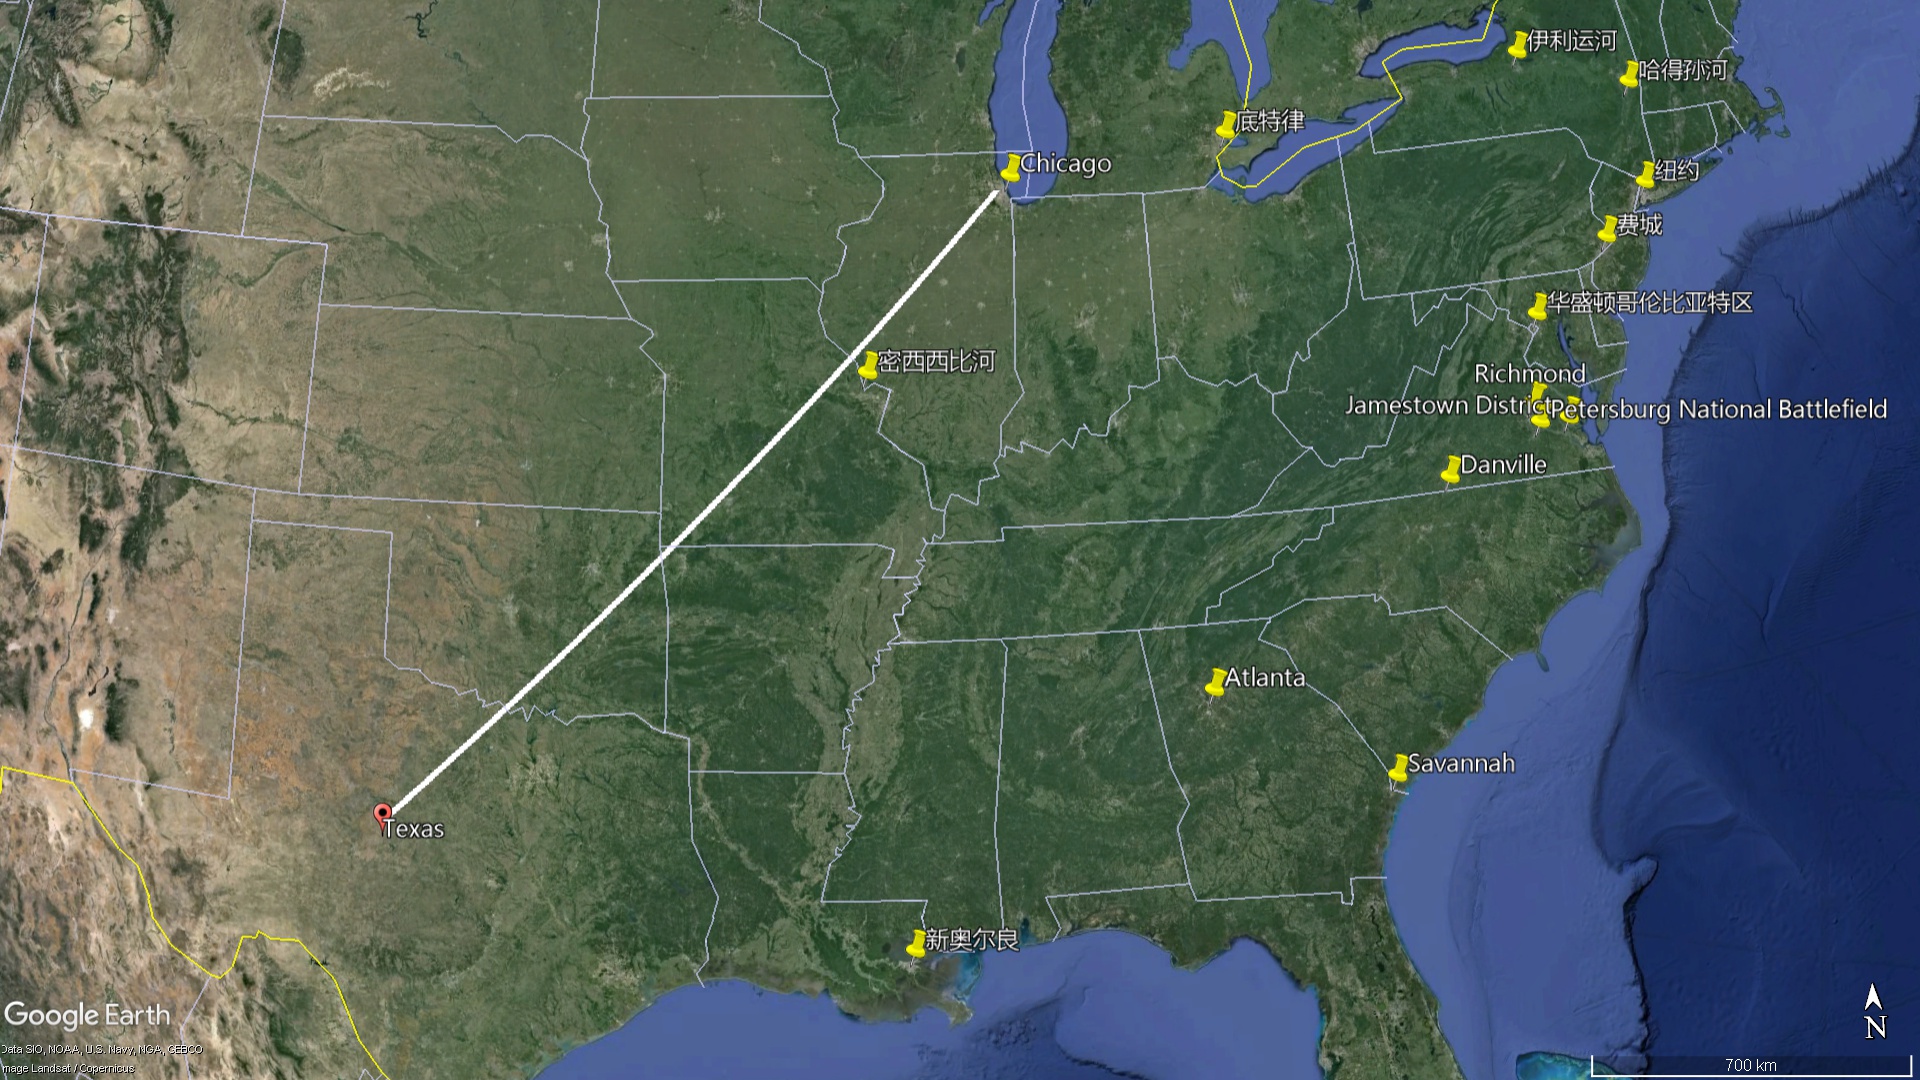 伊利运河
哈得孙河
底特律
Chicago
纽约
费城
华盛顿哥伦比亚特区
密西西比河
Richmond
Jamestown District
Petersburg National Battlefield
Danville
Atlanta
Savannah
Texas
新奥尔良
Google Earth
Data SIO, NOAA, U.S. Navy, NGA, GEBCO
mage Landsat / Copernicus
N
700 km